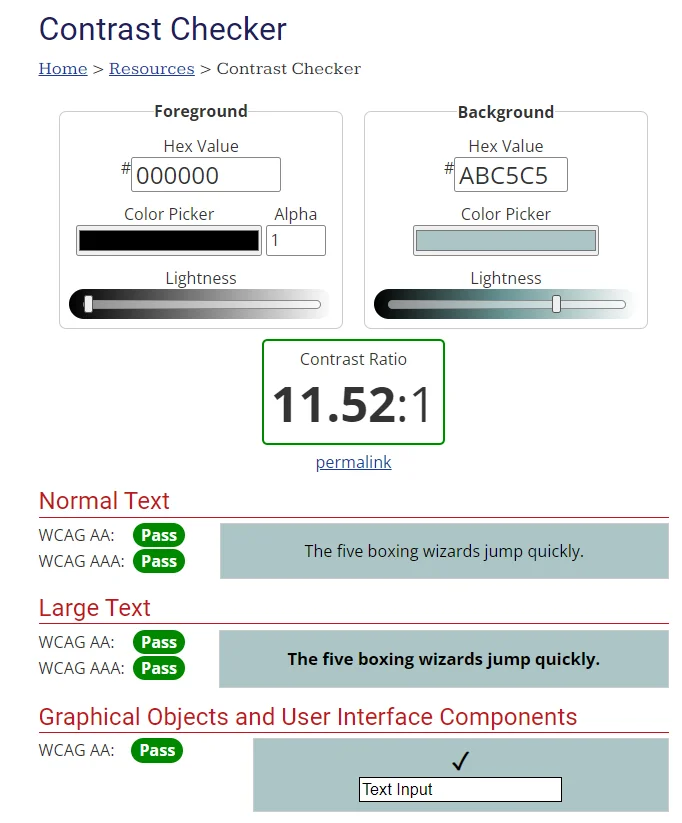 Contrast Checker
Home > Resources > Contrast Checker
Foreground
Hex Value
#000000
Color Picker
Alpha
1
Lightness
Background
Hex Value
#ABC5C5
Color Picker
Lightness
Contrast Ratio
11.52:1
permalink
Normal Text
WCAG AA: Pass
WCAG AAA: Pass
The five boxing wizards jump quickly.
Large Text
WCAG AA: Pass
WCAG AAA: Pass
The five boxing wizards jump quickly.
Graphical Objects and User Interface Components
WCAG AA: Pass
✓
Text Input